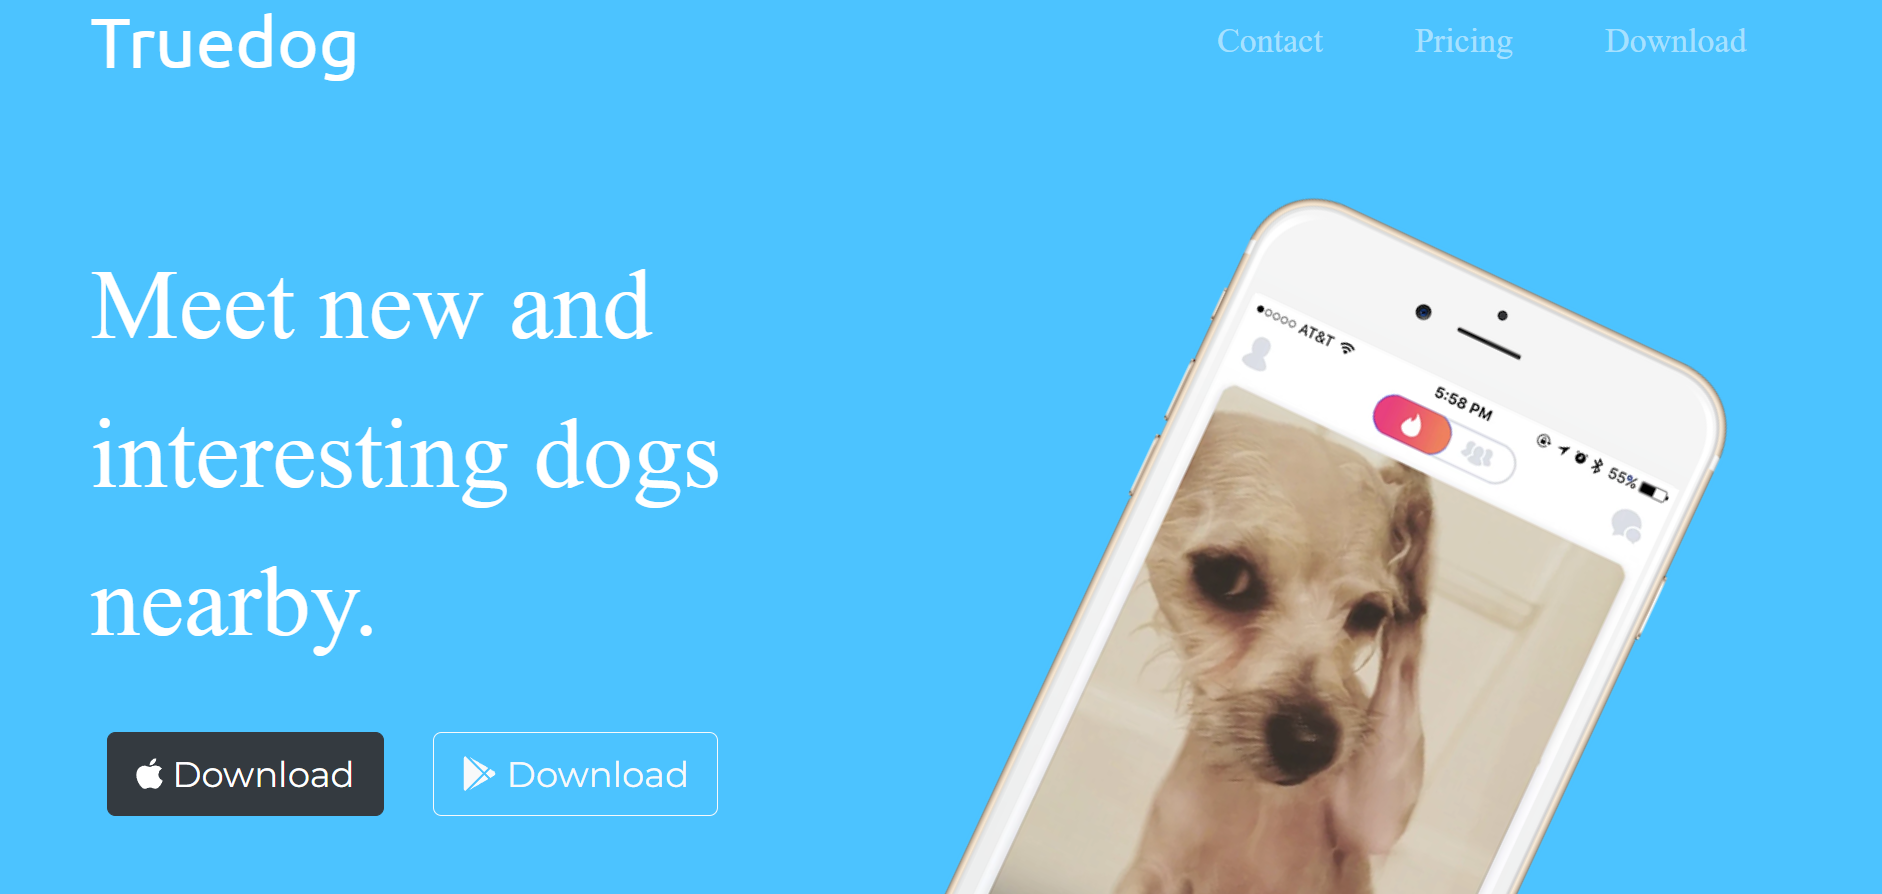 Truedog
Contact
Pricing
Download
Meet new and
interesting dogs
nearby.
Download
Download
AT&T
5:58 PM
55%